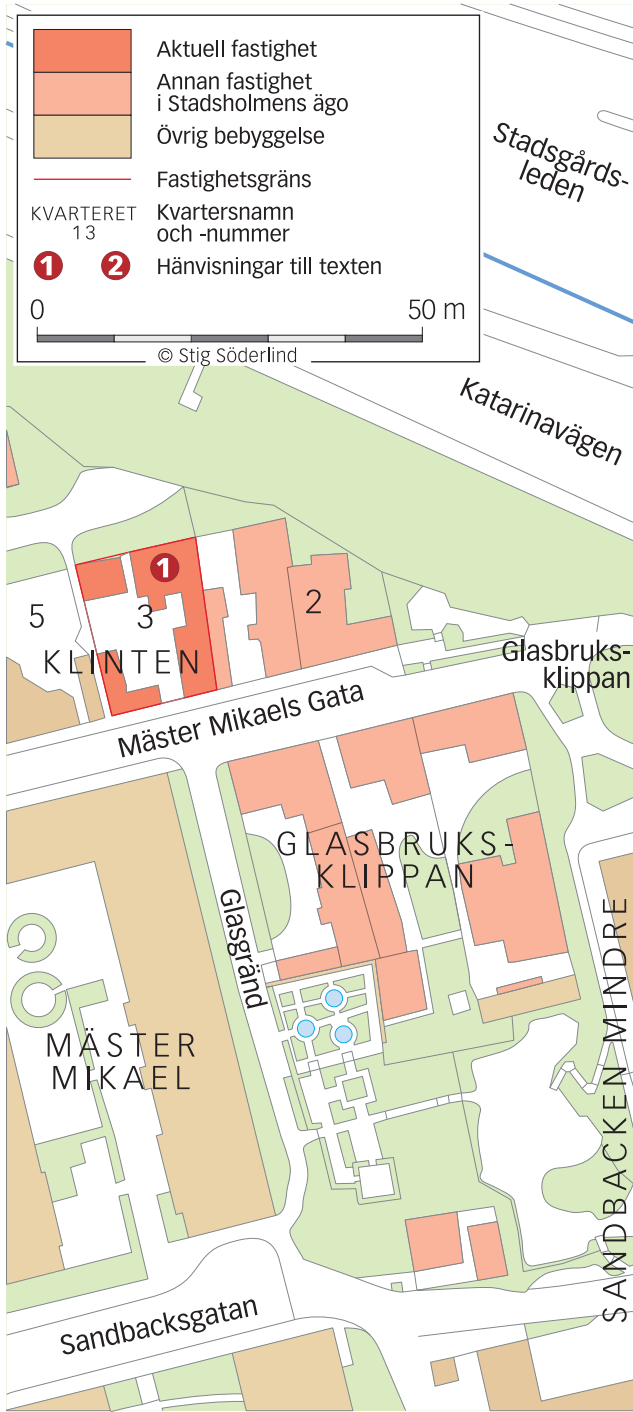 Aktuell fastighet
Annan fastighet
i Stadsholmens ägo
Övrig bebyggelse
Fastighetsgräns
KVARTERET
13
Kvartersnamn
och -nummer
1 2 Hänvisningar till texten
0 50 m
© Stig Söderlind
Stadsgårds-
leden
Katarinavägen
1
5 3 2
KLINTEN
Glasbruks-
klippan
Mäster Mikaels Gata
GLASBRUKS-
KLIPPAN
Glasgränd
MÄSTER
MIKAEL
SANDBACKEN MINDRE
Sandbacksgatan